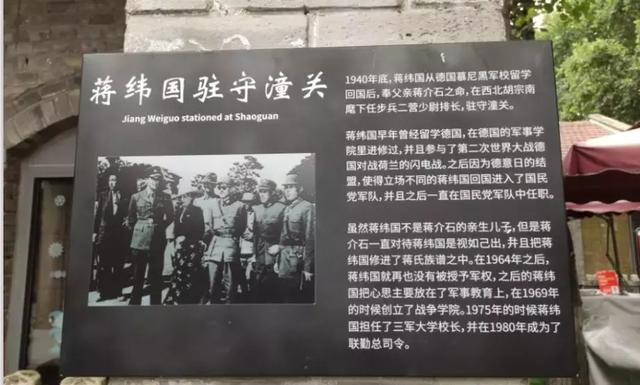 蒋纬国驻守潼关
Jiang Weiguo stationed at Shaoguan
1940年底，蒋纬国从德国慕尼黑军校留学
回国后，奉父亲蒋介石之命，在西北胡宗南
麾下任步兵二营少尉排长，驻守潼关。
蒋纬国早年曾经留学德国，在德国的军事学
院里进修过，并且参与了第二次世界大战德
国对战荷兰的闪电战。之后因为德意日的结
盟，使得立场不同的蒋纬国回国进入了国民
党军队，并且之后一直在国民党军队中任职。
虽然蒋纬国不是蒋介石的亲生儿子，但是蒋
介石一直对待蒋纬国是视如己出，并且把蒋
纬国修进了蒋氏族谱之中。在1964年之后，
蒋纬国就再也没有被授予军权，之后的蒋纬
国把心思主要放在了军事教育上，在1969年
的时候创立了战争学院。1975年的时候蒋纬
国担任了三军大学校长，并在1980年成为了
联勤总司令。